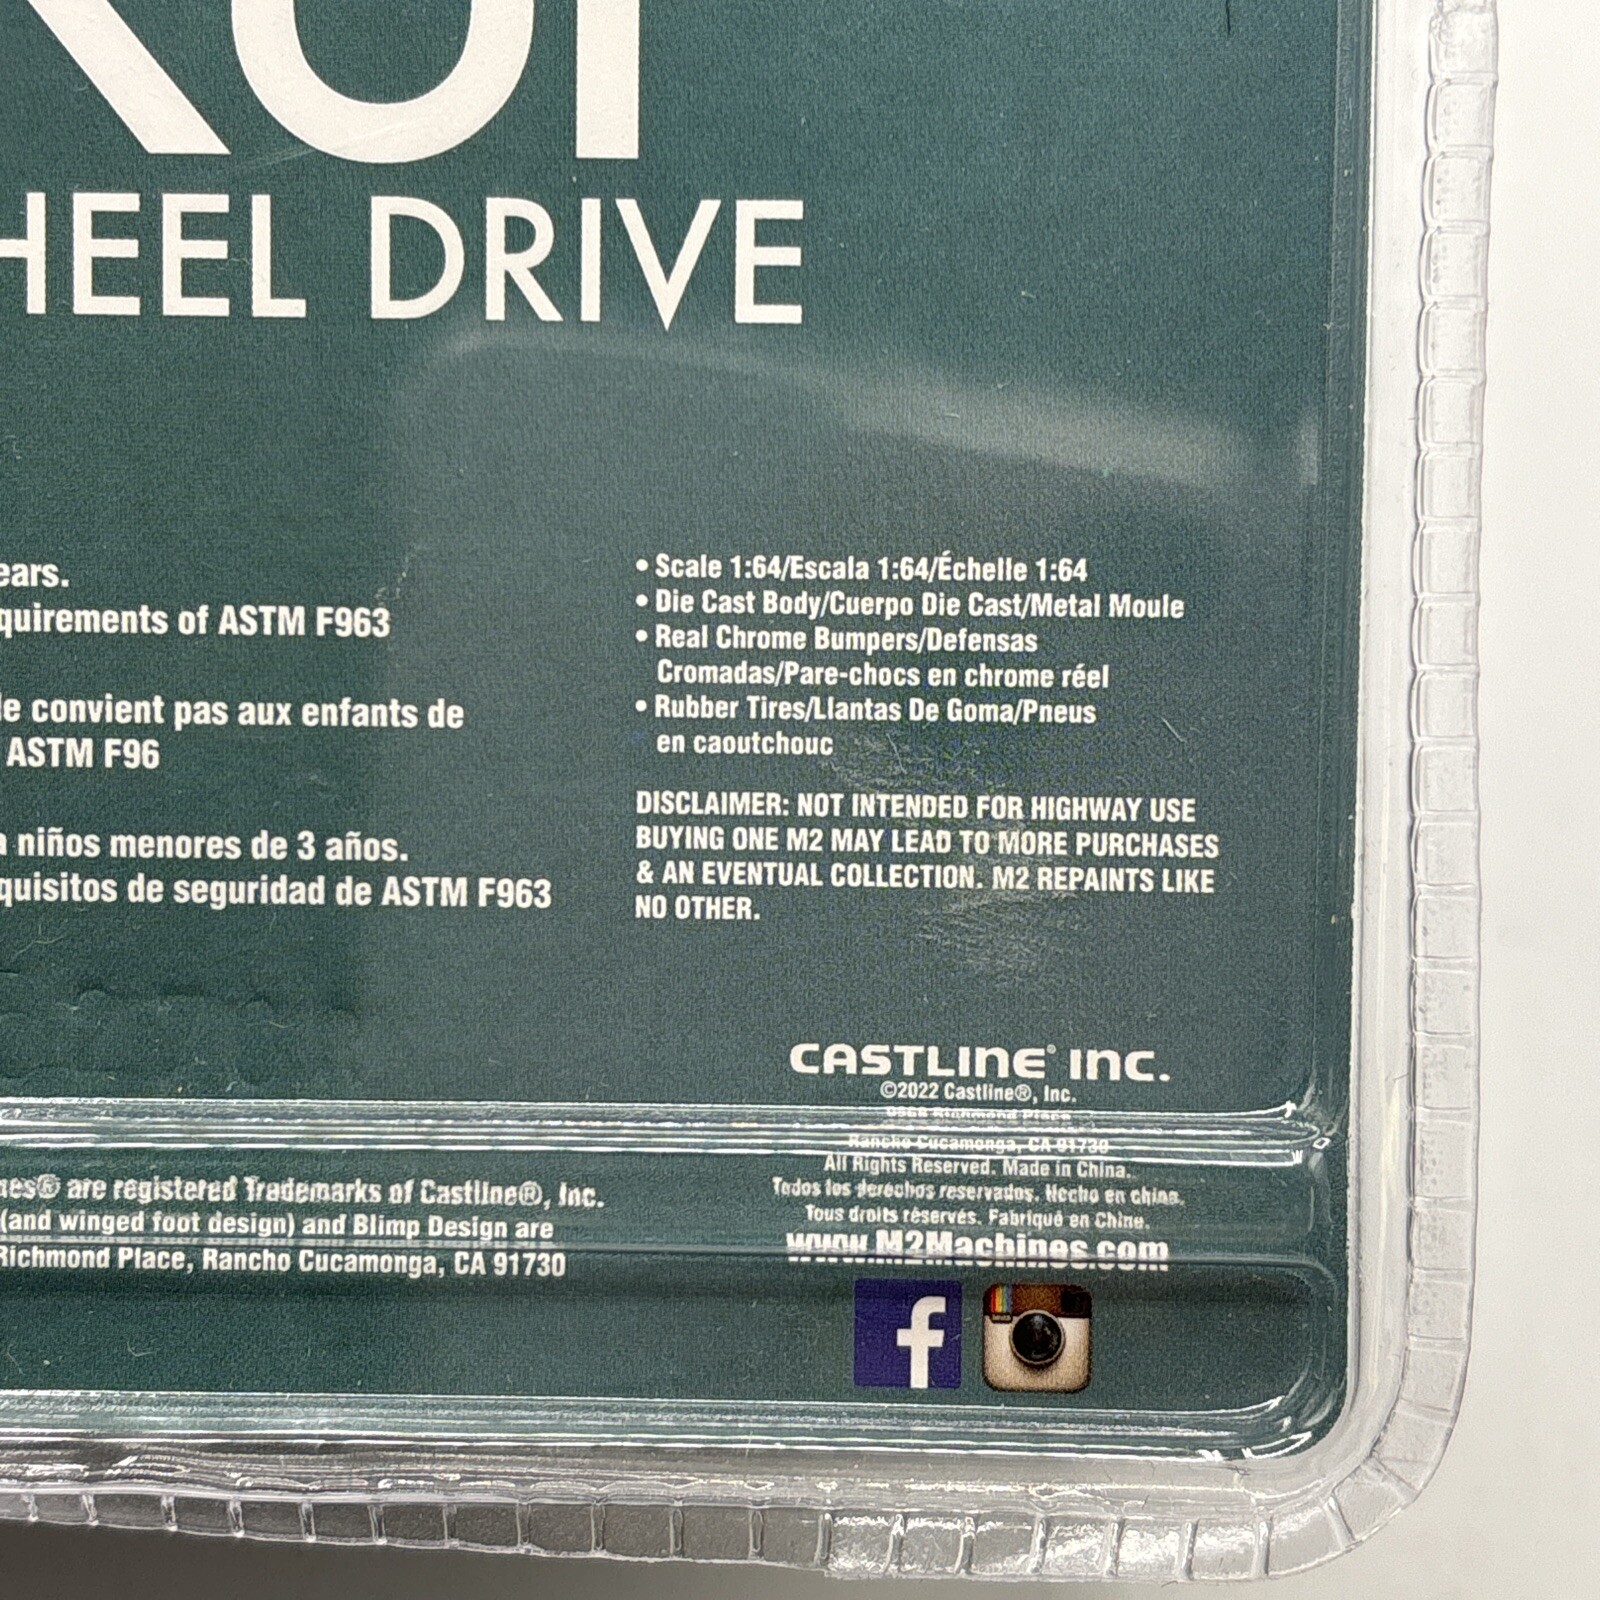 HEEL DRIVE
ears.
quirements of ASTM F963
le convient pas aux enfants de
ASTM F96
a niños menores de 3 años.
quisitos de seguridad de ASTM F963
• Scale 1:64/Escala 1:64/Échelle 1:64
• Die Cast Body/Cuerpo Die Cast/Metal Moule
• Real Chrome Bumpers/Defensas
Cromadas/Pare-chocs en chrome réel
• Rubber Tires/Llantas De Goma/Pneus
en caoutchouc
DISCLAIMER: NOT INTENDED FOR HIGHWAY USE
BUYING ONE M2 MAY LEAD TO MORE PURCHASES
& AN EVENTUAL COLLECTION. M2 REPAINTS LIKE
NO OTHER.
CASTLINE® INC.
©2022 Castline®, Inc.
Richmond Place
Rancho Cucamonga, CA 91730
All Rights Reserved. Made in China.
Todos los derechos reservados. Hecho en china.
Tous droits réservés. Fabriqué en Chine.
www.M2Machines.com
nes® are registered Trademarks of Castline®, Inc.
(and winged foot design) and Blimp Design are
Richmond Place, Rancho Cucamonga, CA 91730